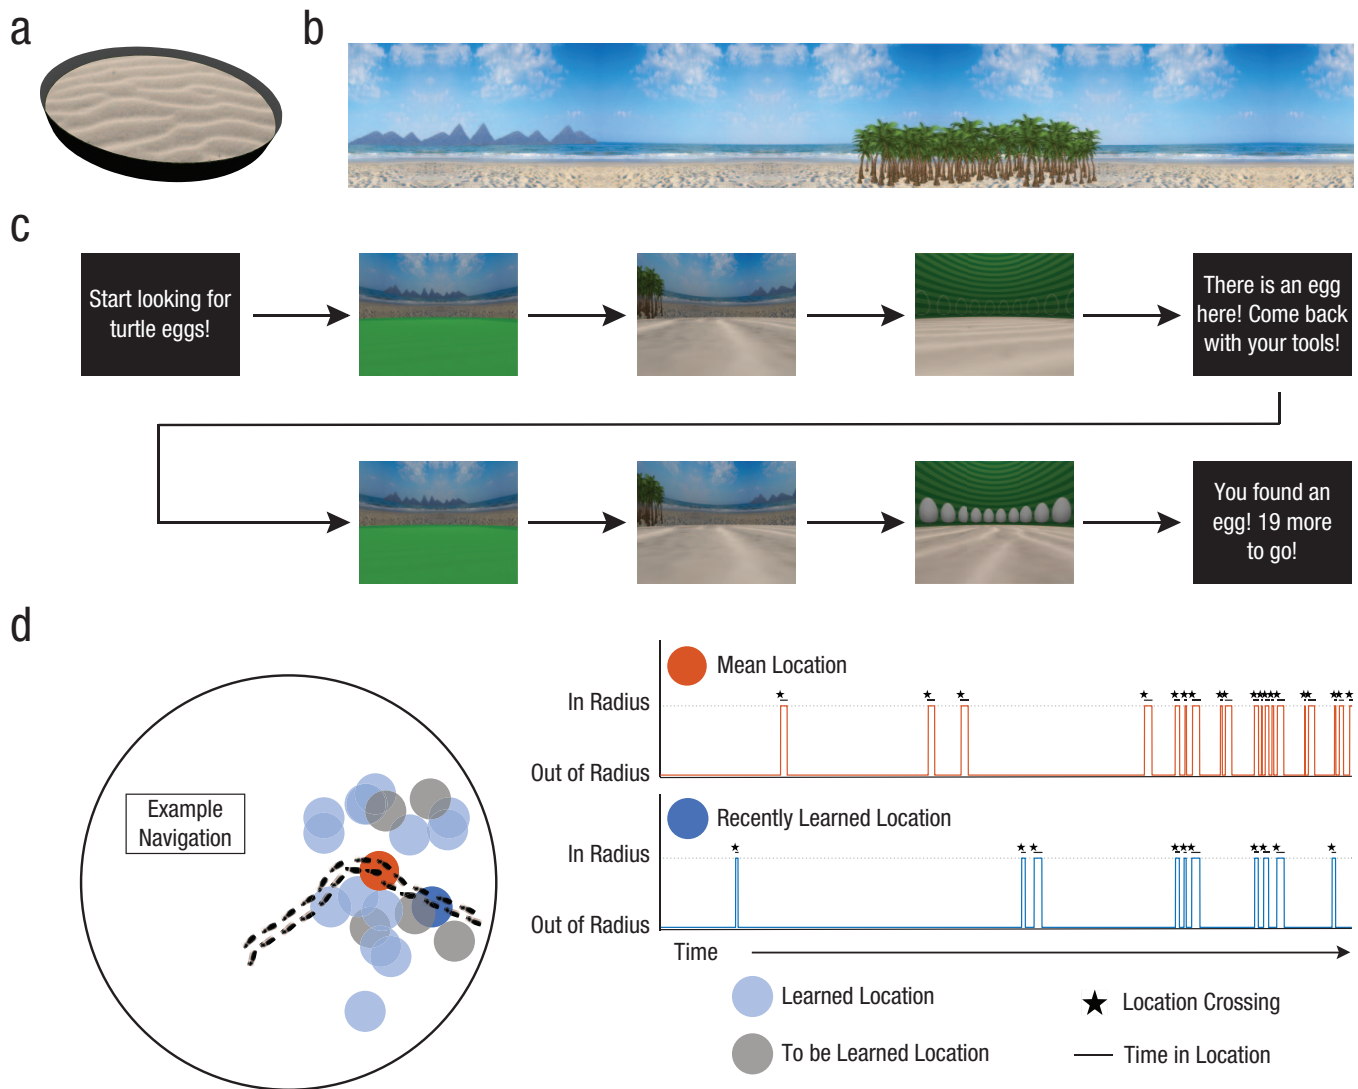 a
b
c
Start looking for
turtle eggs!
There is an egg
here! Come back
with your tools!
You found an
egg! 19 more
to go!
d
Example
Navigation
Mean Location
In Radius
Out of Radius
Recently Learned Location
In Radius
Out of Radius
Time
Learned Location
Location Crossing
To be Learned Location
Time in Location